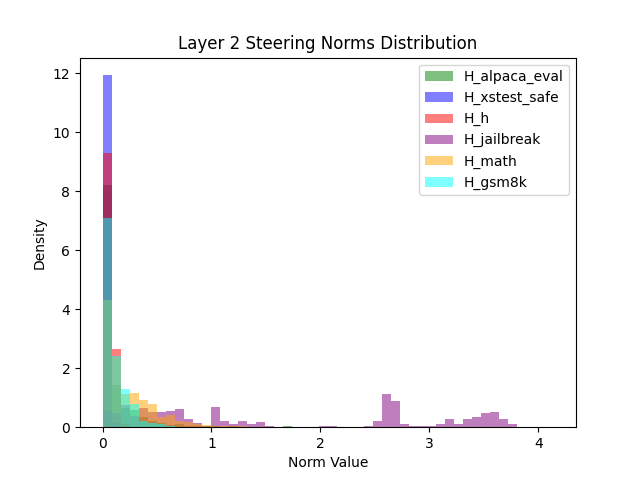 Layer 2 Steering Norms Distribution
H_alpaca_eval
H_xstest_safe
H_h
H_jailbreak
H_math
H_gsm8k
12
10
8
6
4
2
0
Density
0
1
2
3
4
Norm Value